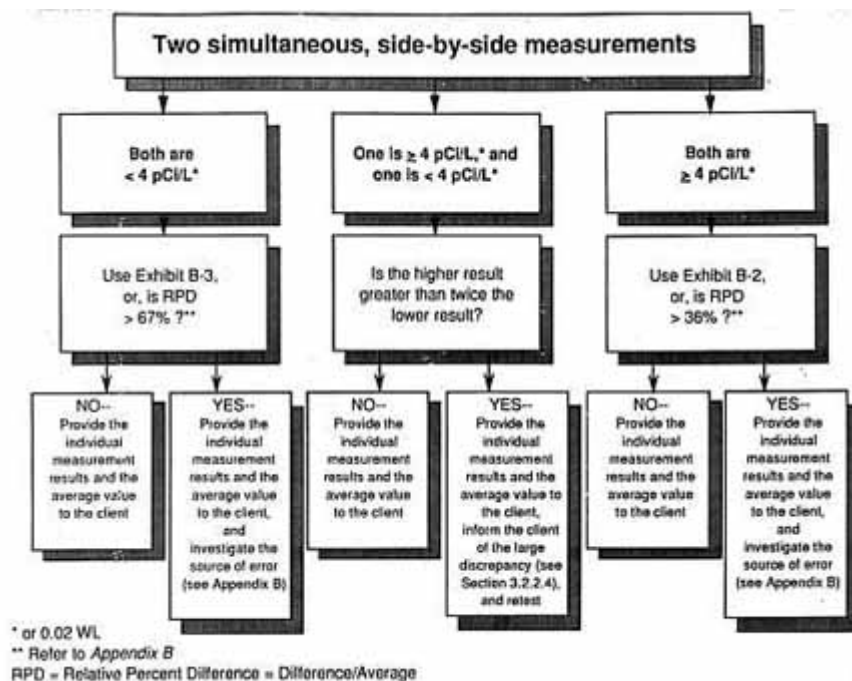 Two simultaneous, side-by-side measurements
Both are
< 4 pCi/L*
One is ≥ 4 pCi/L,* and
one is < 4 pCi/L*
Both are
≥ 4 pCi/L*
Use Exhibit B-3,
or, is RPD
> 67% ?**
Is the higher result
greater than twice the
lower result?
Use Exhibit B-2,
or, is RPD
> 36% ?**
NO--
Provide the
individual
measurement
results and the
average value
to the client
YES--
Provide the
individual
measurement
results and the
average value
to the client,
and
investigate the
source of error
(see Appendix B)
NO--
Provide the
individual
measurement
results and the
average value
to the client
YES--
Provide the
individual
measurement
results and the
average value to
the client,
inform the client
of the large
discrepancy (see
Section 3.2.2.4),
and retest
NO--
Provide the
individual
measurement
results and the
average value
to the client
YES--
Provide the
individual
measurement
results and the
average value
to the client,
and
investigate the
source of error
(see Appendix B)
* or 0.02 WL
** Refer to Appendix B
RPD = Relative Percent Difference = Difference/Average